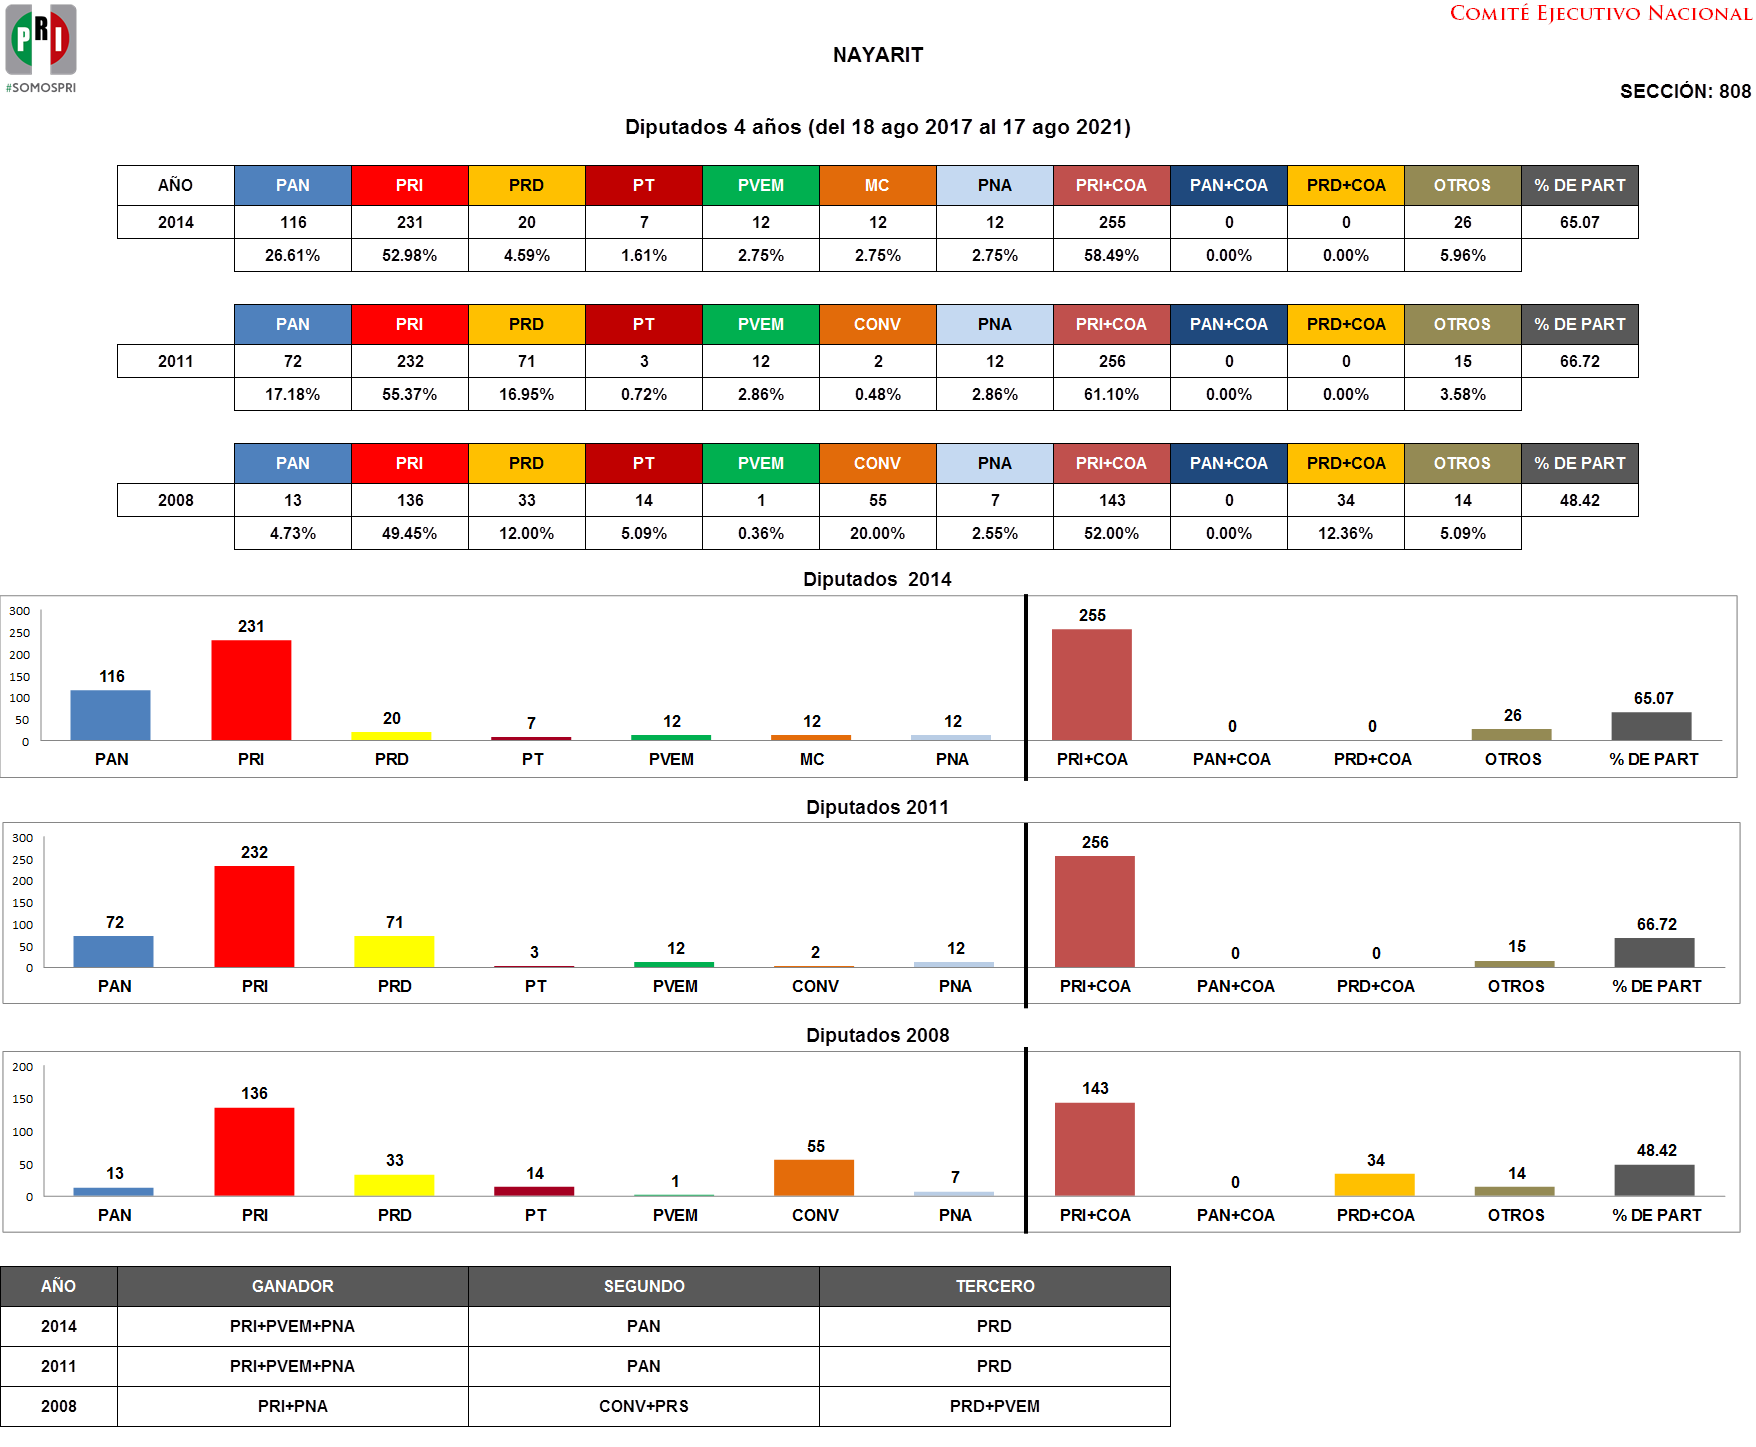 PRI
#SOMOSPRI
COMITÉ EJECUTIVO NACIONAL
NAYARIT
SECCIÓN: 808
Diputados 4 años (del 18 ago 2017 al 17 ago 2021)
AÑO PAN PRI PRD PT PVEM MC PNA PRI+COA PAN+COA PRD+COA OTROS % DE PART
2014 116 231 20 7 12 12 12 255 0 0 26 65.07
26.61% 52.98% 4.59% 1.61% 2.75% 2.75% 2.75% 58.49% 0.00% 0.00% 5.96%
PAN PRI PRD PT PVEM CONV PNA PRI+COA PAN+COA PRD+COA OTROS % DE PART
2011 72 232 71 3 12 2 12 256 0 0 15 66.72
17.18% 55.37% 16.95% 0.72% 2.86% 0.48% 2.86% 61.10% 0.00% 0.00% 3.58%
PAN PRI PRD PT PVEM CONV PNA PRI+COA PAN+COA PRD+COA OTROS % DE PART
2008 13 136 33 14 1 55 7 143 0 34 14 48.42
4.73% 49.45% 12.00% 5.09% 0.36% 20.00% 2.55% 52.00% 0.00% 12.36% 5.09%
Diputados 2014
300
250
200
150
100
50
0
116 231 20 7 12 12 12 255 0 0 26 65.07
PAN PRI PRD PT PVEM MC PNA PRI+COA PAN+COA PRD+COA OTROS % DE PART
Diputados 2011
300
250
200
150
100
50
0
72 232 71 3 12 2 12 256 0 0 15 66.72
PAN PRI PRD PT PVEM CONV PNA PRI+COA PAN+COA PRD+COA OTROS % DE PART
Diputados 2008
200
150
100
50
0
13 136 33 14 1 55 7 143 0 34 14 48.42
PAN PRI PRD PT PVEM CONV PNA PRI+COA PAN+COA PRD+COA OTROS % DE PART
AÑO GANADOR SEGUNDO TERCERO
2014 PRI+PVEM+PNA PAN PRD
2011 PRI+PVEM+PNA PAN PRD
2008 PRI+PNA CONV+PRS PRD+PVEM